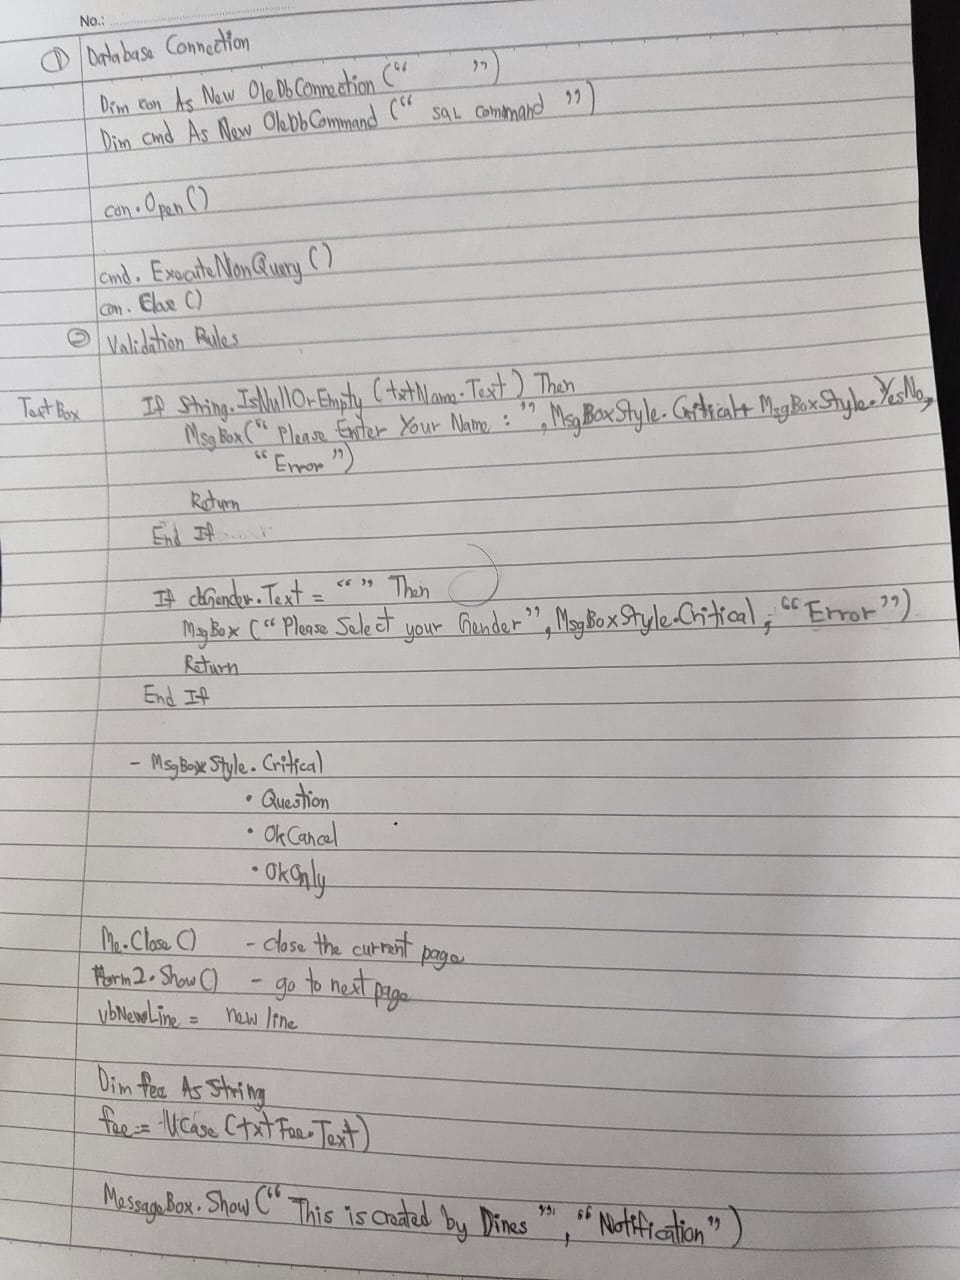 No.:
① Database Connection
Dim con As New OleDbConnection (“ ”)
Dim cmd As New OleDbCommand (“ SQL command ”)
con.Open()
cmd. ExecuteNonQuery ()
con. Close ()
② Validation Rules
TextBox If String.IsNullOrEmpty (txtName.Text) Then
MsgBox(“ Please Enter Your Name : ”, MsgBoxStyle.Critical+ MsgBoxStyle.YesNo,
“ Error ”)
Return
End If
If cbGender.Text = “ ” Then
MsgBox (“ Please Select your Gender”, MsgBoxStyle.Critical, “ Error ”)
Return
End If
- MsgBoxStyle.Critical
• Question
• OkCancel
• OkOnly
Me.Close() - close the current page
Form2.Show() - go to next page
vbNewLine = new line
Dim fee As String
fee = UCase (txtFee.Text)
MessageBox.Show (“ This is created by Dines ”, “ Notification ”)